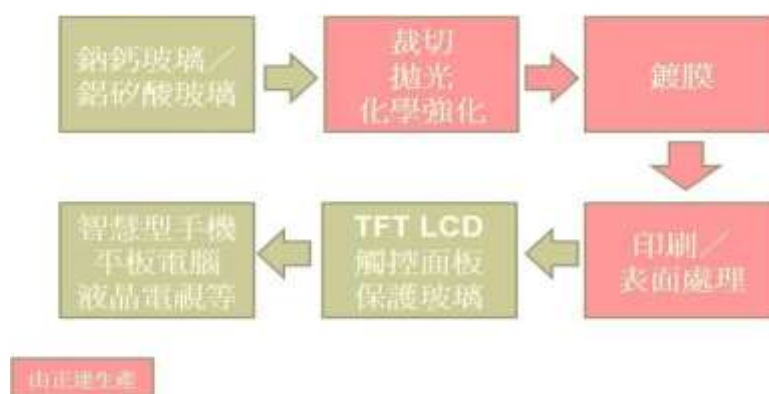 鈉鈣玻璃／
鋁矽酸玻璃
裁切
拋光
化學強化
鍍膜
印刷／
表面處理
TFT LCD
觸控面板
保護玻璃
智慧型手機
平板電腦
液晶電視等
由正達生產